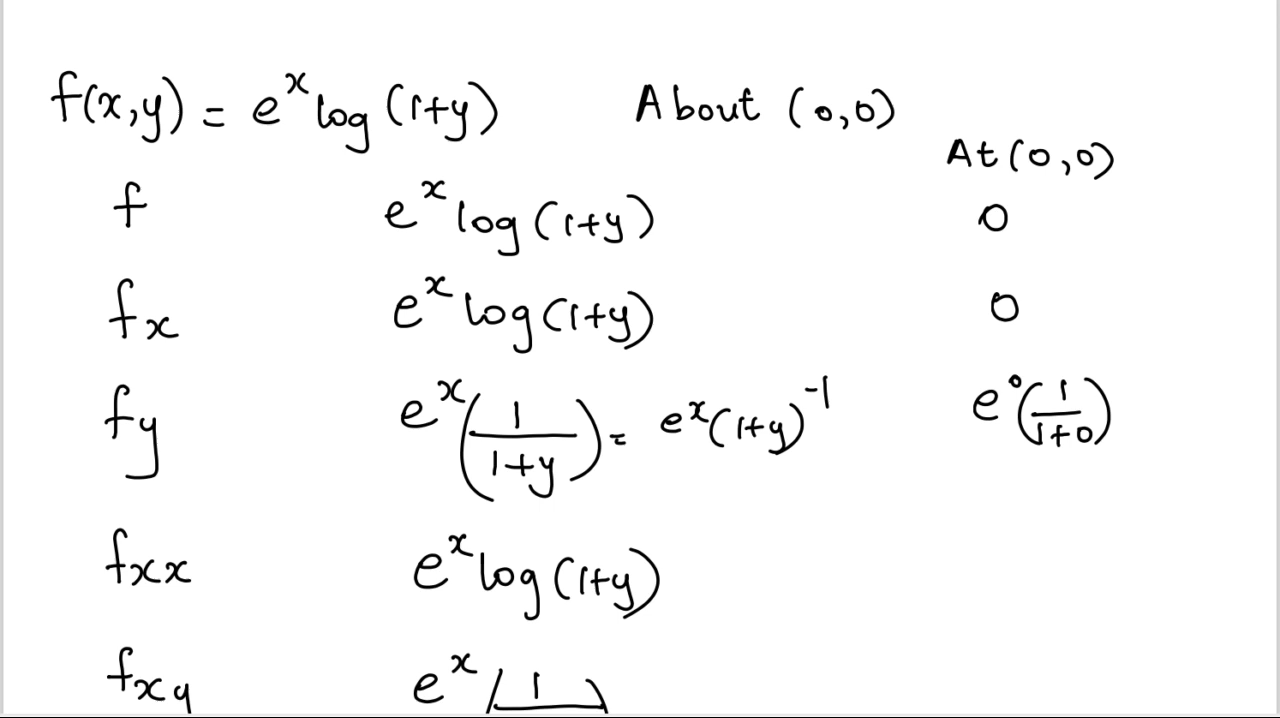 f(x,y) = e^x log(1+y) About (0,0)
At (0,0)
f e^x log(1+y) 0
fx e^x log(1+y) 0
fy e^x (1/(1+y)) = e^x (1+y)^-1 e^0 (1/(1+0))
fxx e^x log(1+y)
fxy e^x (1